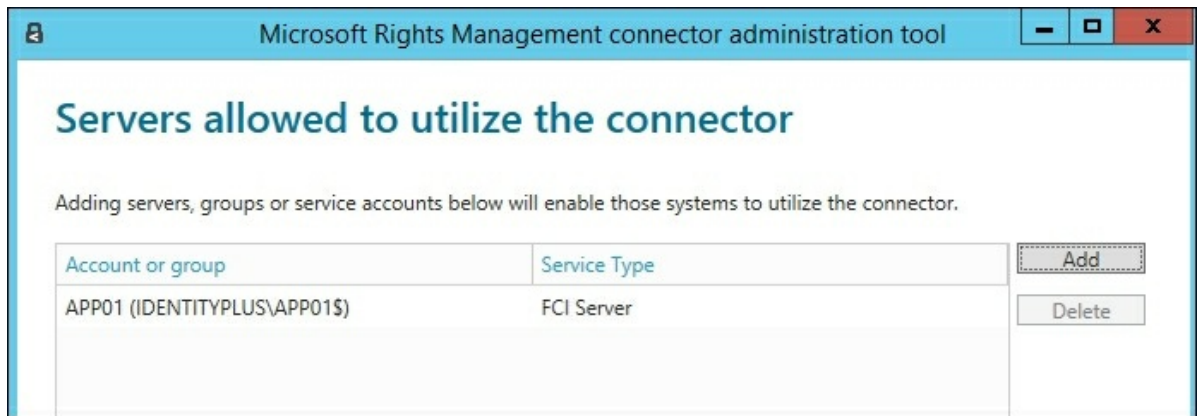 Microsoft Rights Management connector administration tool
Servers allowed to utilize the connector
Adding servers, groups or service accounts below will enable those systems to utilize the connector.
Account or group Service Type Add
APP01 (IDENTITYPLUS\APP01$) FCI Server Delete